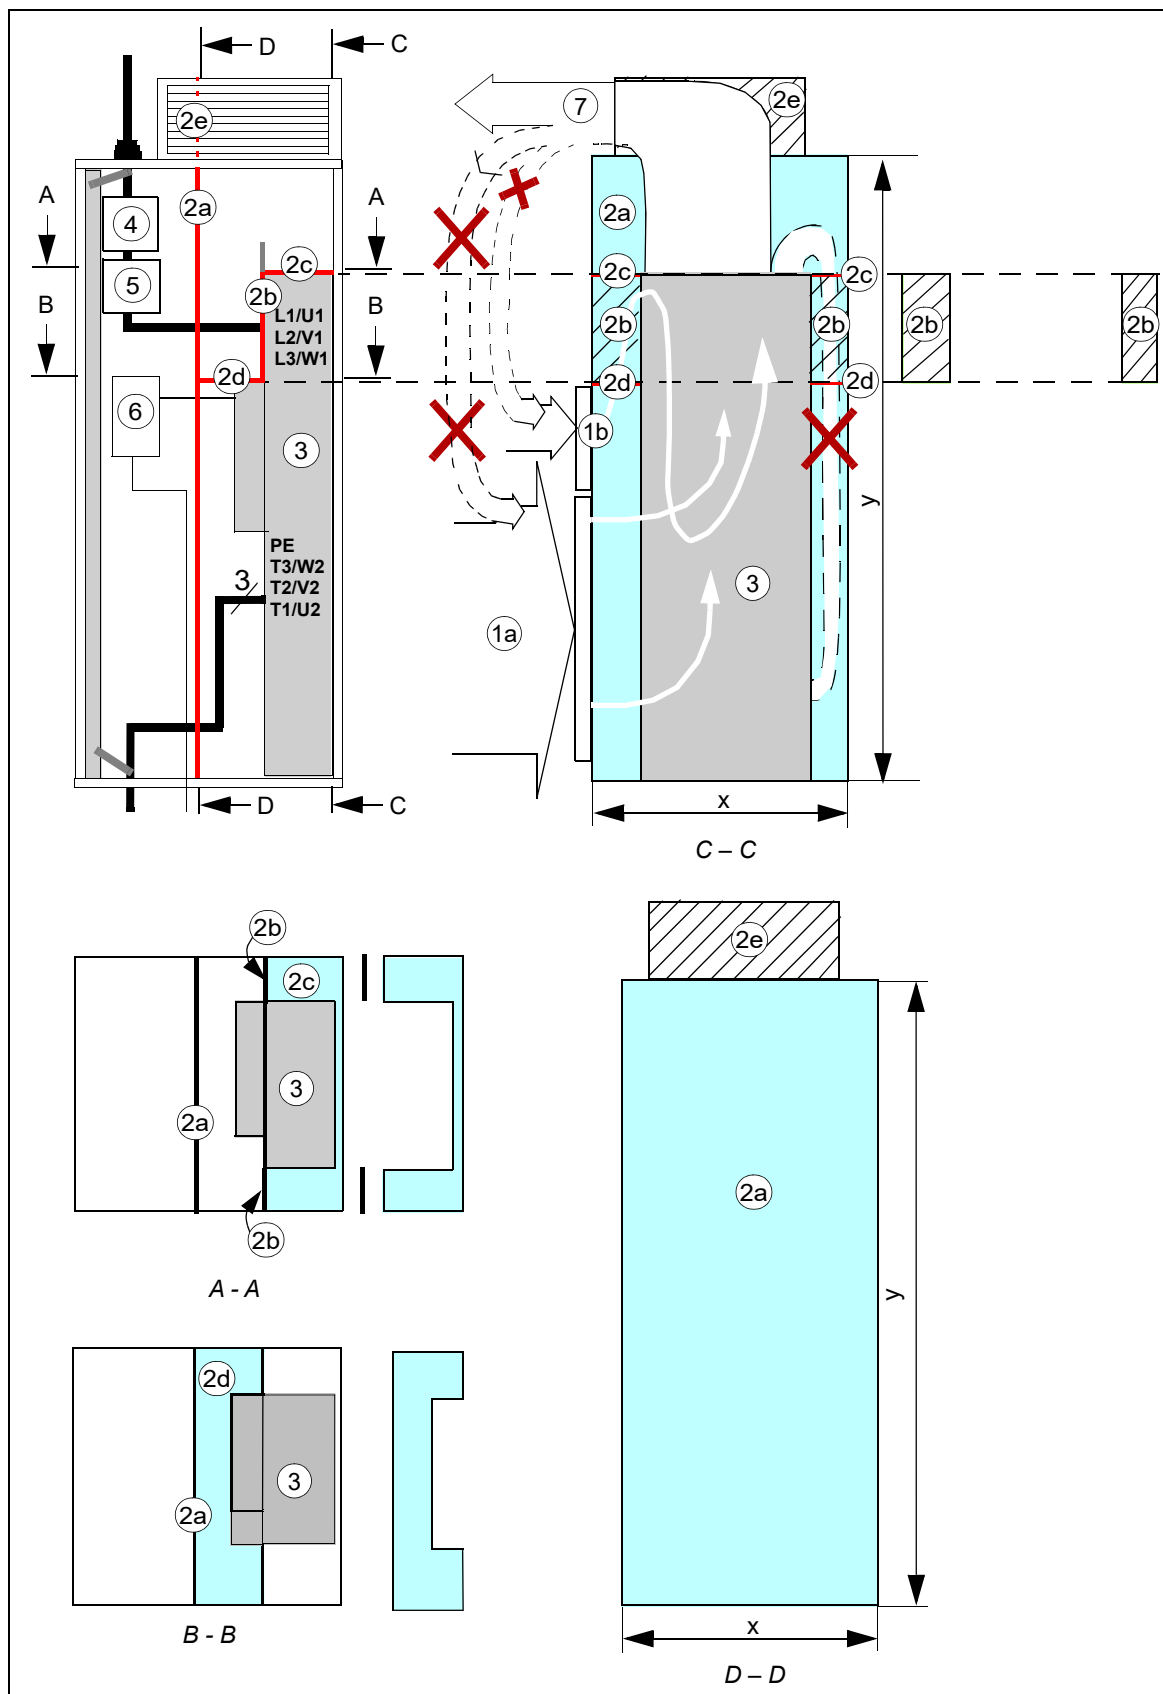 D
C
2e
7
2e
A
A
2a
4
2a
2c
2c
2c
5
2b
B
B
L1/U1
L2/V1
L3/W1
2b
2b
2b
2b
2d
2d
2d
6
1b
3
y
PE
T3/W2
T2/V2
T1/U2
3
3
1a
D
C
x
C – C
2b
2e
2c
3
2a
2b
2a
A - A
y
2d
3
2a
x
B - B
D – D